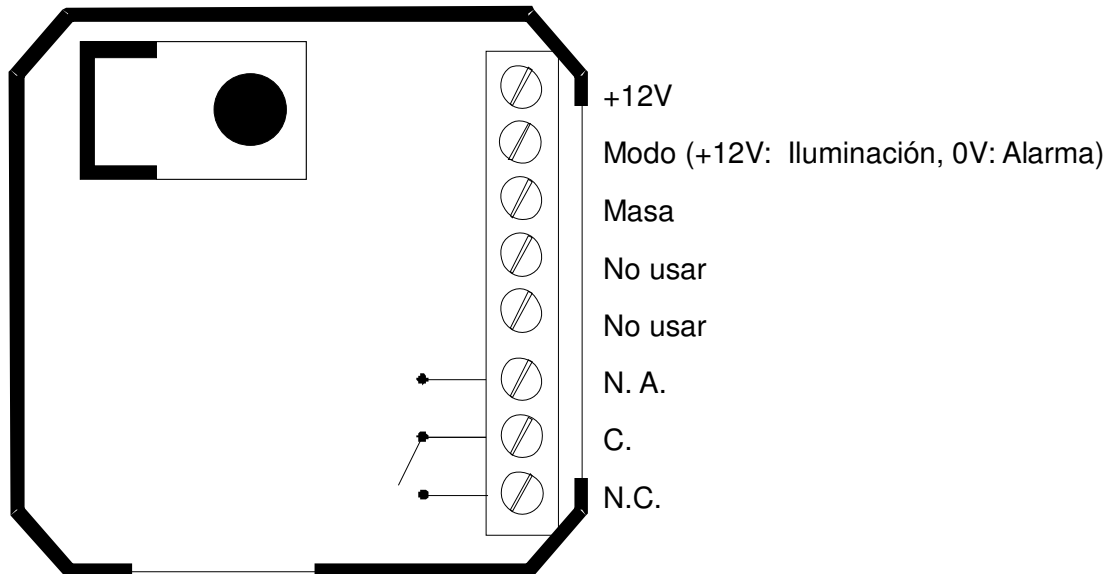 +12V
Modo (+12V: Iluminación, 0V: Alarma)
Masa
No usar
No usar
N. A.
C.
N.C.